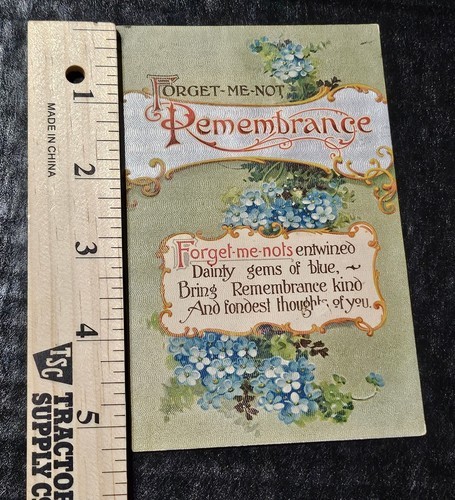 FORGET-ME-NOT
Remembrance
Forget-me-nots entwined
Dainty gems of blue, ~
Bring Remembrance kind
And fondest thoughts of you.
1
2
3
4
5
MADE IN CHINA
TSC
TRACTOR
SUPPLY C